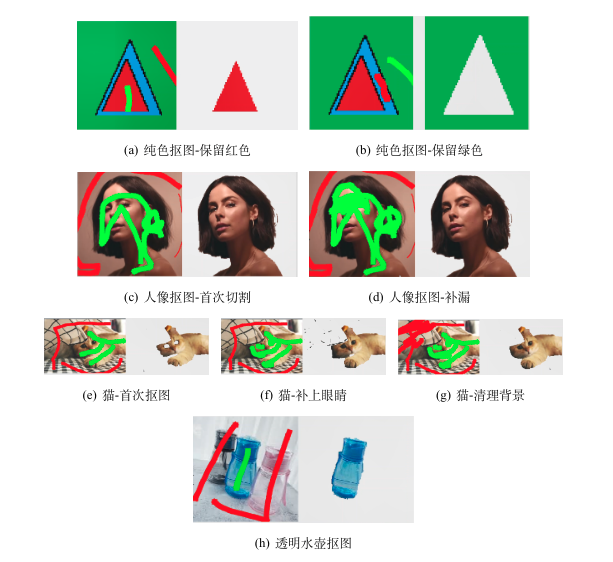 (a) 纯色抠图-保留红色
(b) 纯色抠图-保留绿色
(c) 人像抠图-首次切割
(d) 人像抠图-补漏
(e) 猫-首次抠图
(f) 猫-补上眼睛
(g) 猫-清理背景
(h) 透明水壶抠图